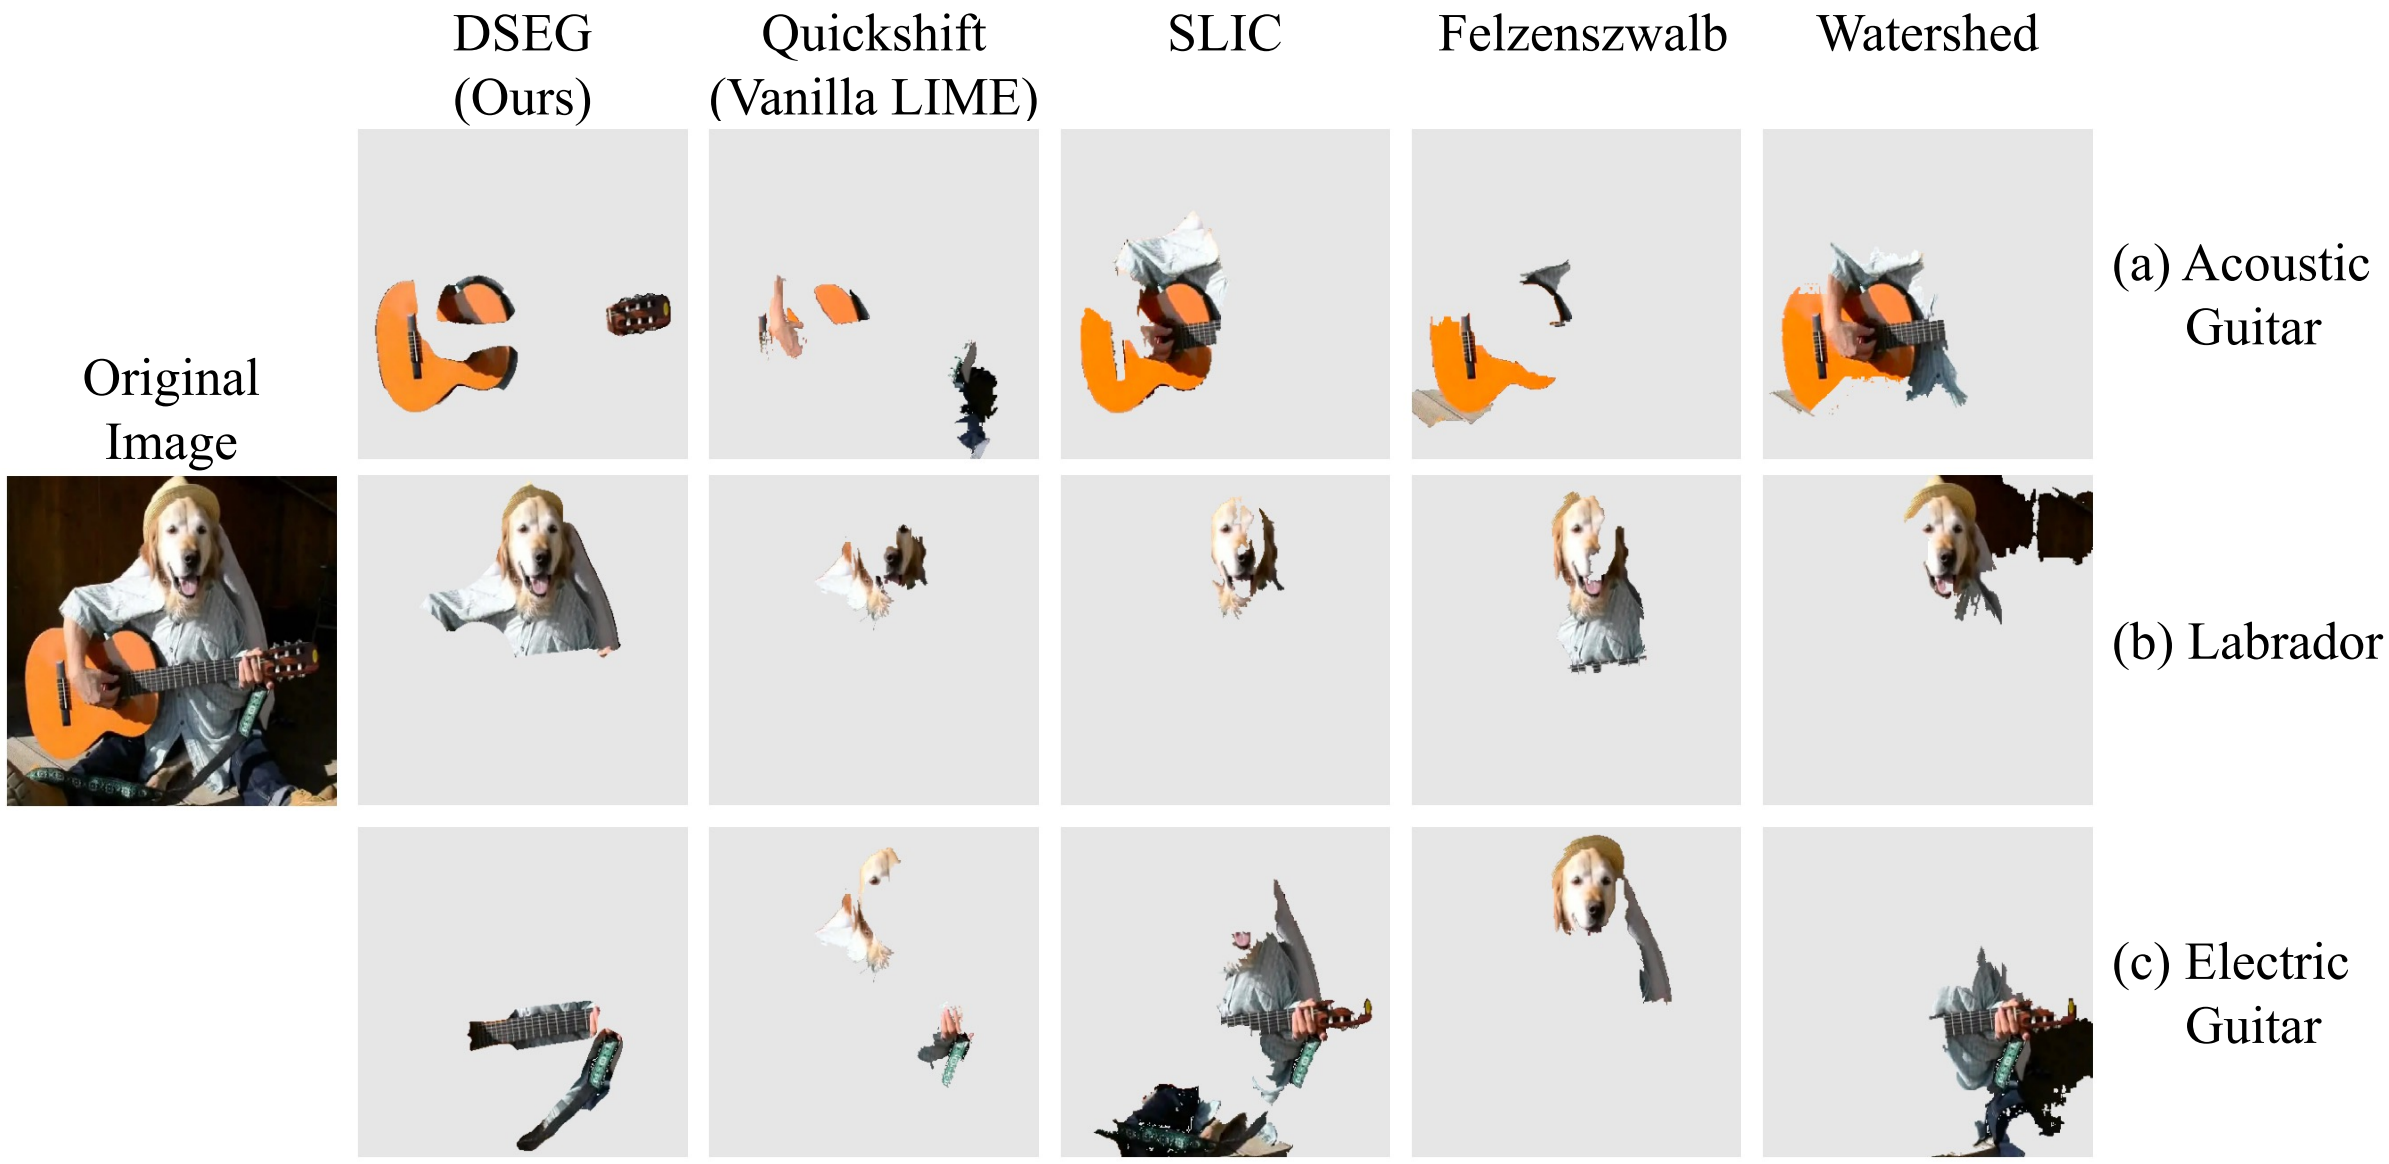 DSEG
(Ours)
Quickshift
(Vanilla LIME)
SLIC
Felzenszwalb
Watershed
Original
Image
(a) Acoustic
Guitar
(b) Labrador
(c) Electric
Guitar